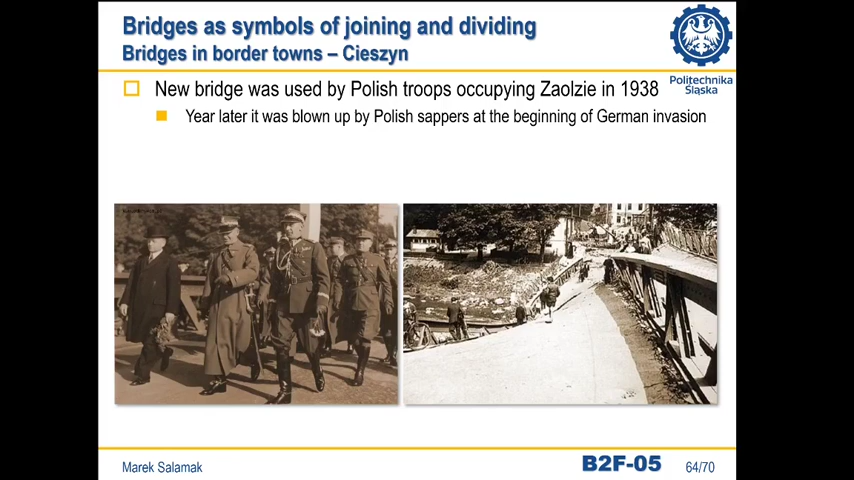 Bridges as symbols of joining and dividing
Bridges in border towns – Cieszyn
Politechnika
Śląska
New bridge was used by Polish troops occupying Zaolzie in 1938
Year later it was blown up by Polish sappers at the beginning of German invasion
Marek Salamak
B2F-05
64/70